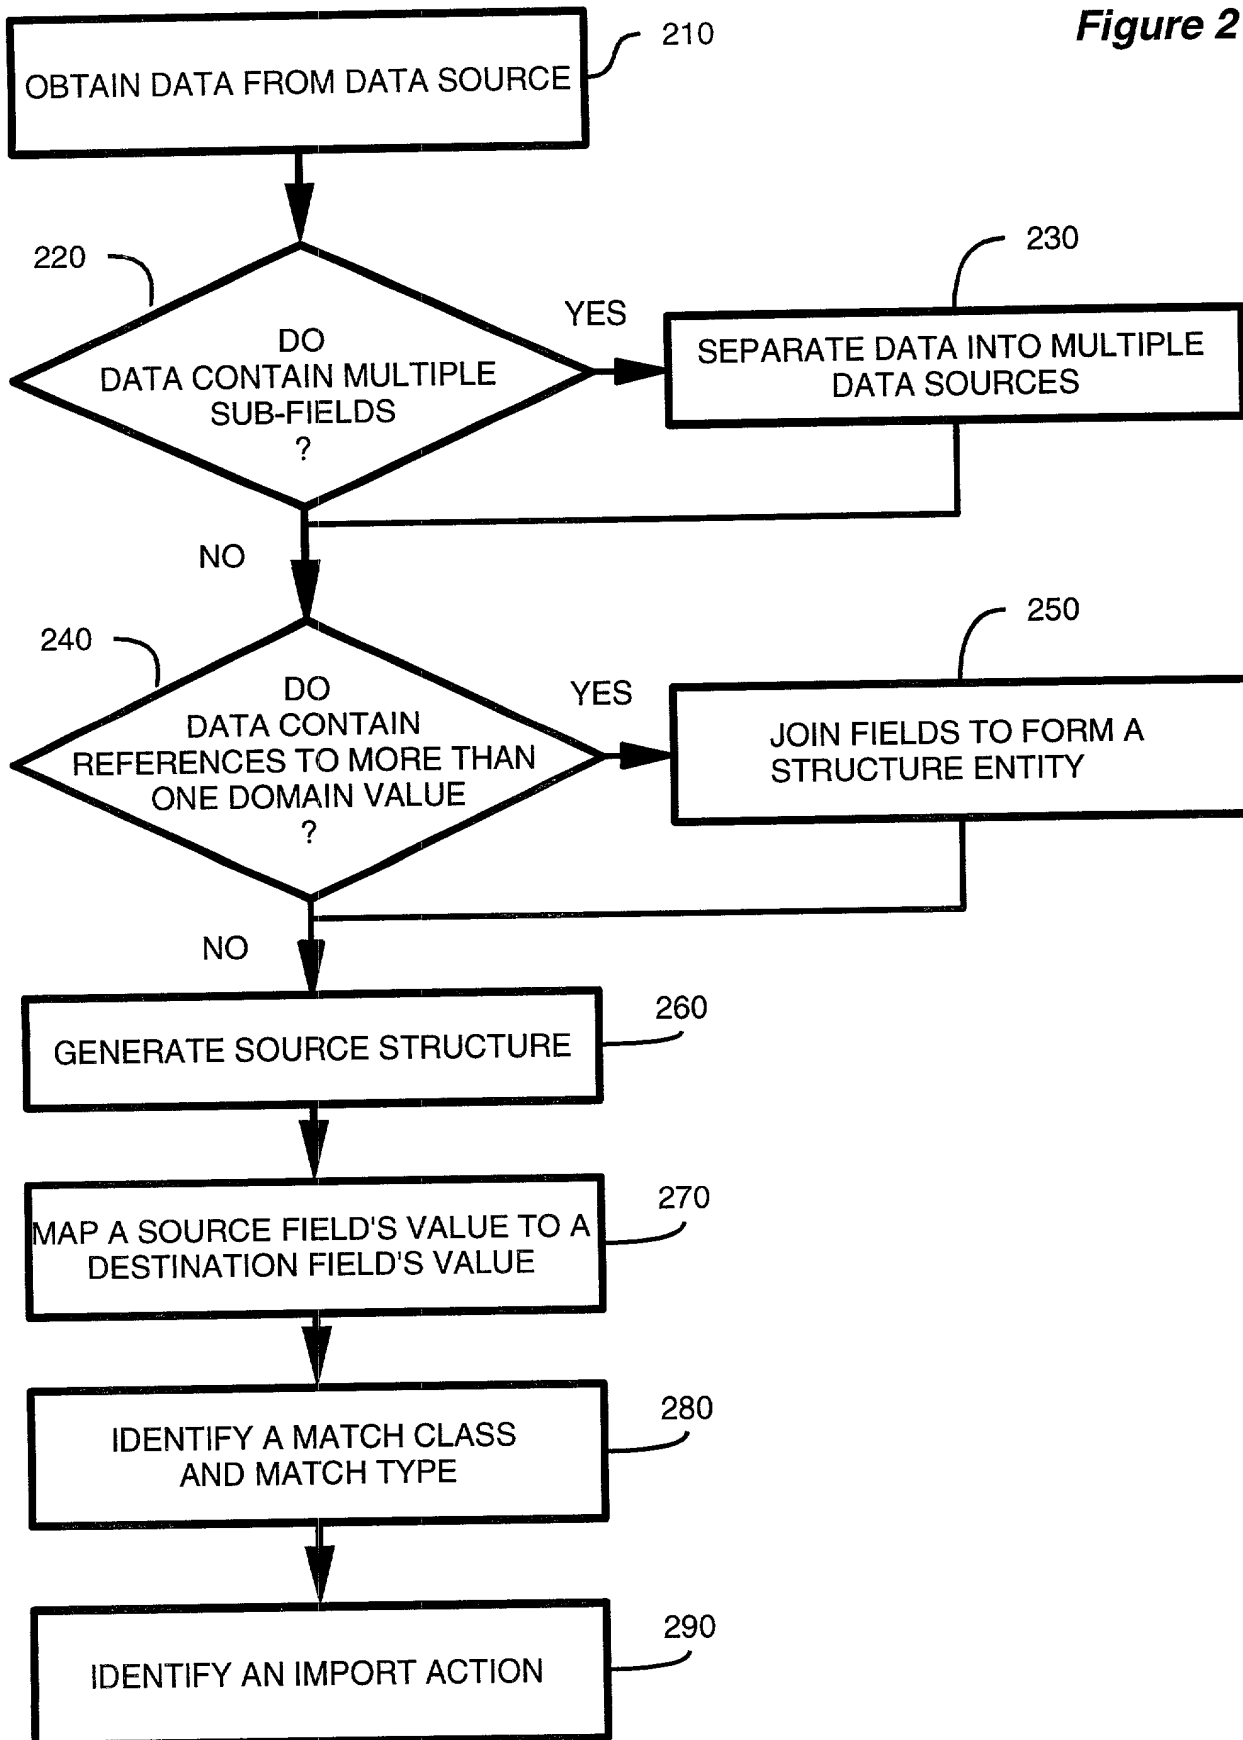 Figure 2
210
OBTAIN DATA FROM DATA SOURCE
220
DO
DATA CONTAIN MULTIPLE
SUB-FIELDS
?
YES
230
SEPARATE DATA INTO MULTIPLE
DATA SOURCES
NO
240
DO
DATA CONTAIN
REFERENCES TO MORE THAN
ONE DOMAIN VALUE
?
YES
250
JOIN FIELDS TO FORM A
STRUCTURE ENTITY
NO
260
GENERATE SOURCE STRUCTURE
270
MAP A SOURCE FIELD'S VALUE TO A
DESTINATION FIELD'S VALUE
280
IDENTIFY A MATCH CLASS
AND MATCH TYPE
290
IDENTIFY AN IMPORT ACTION